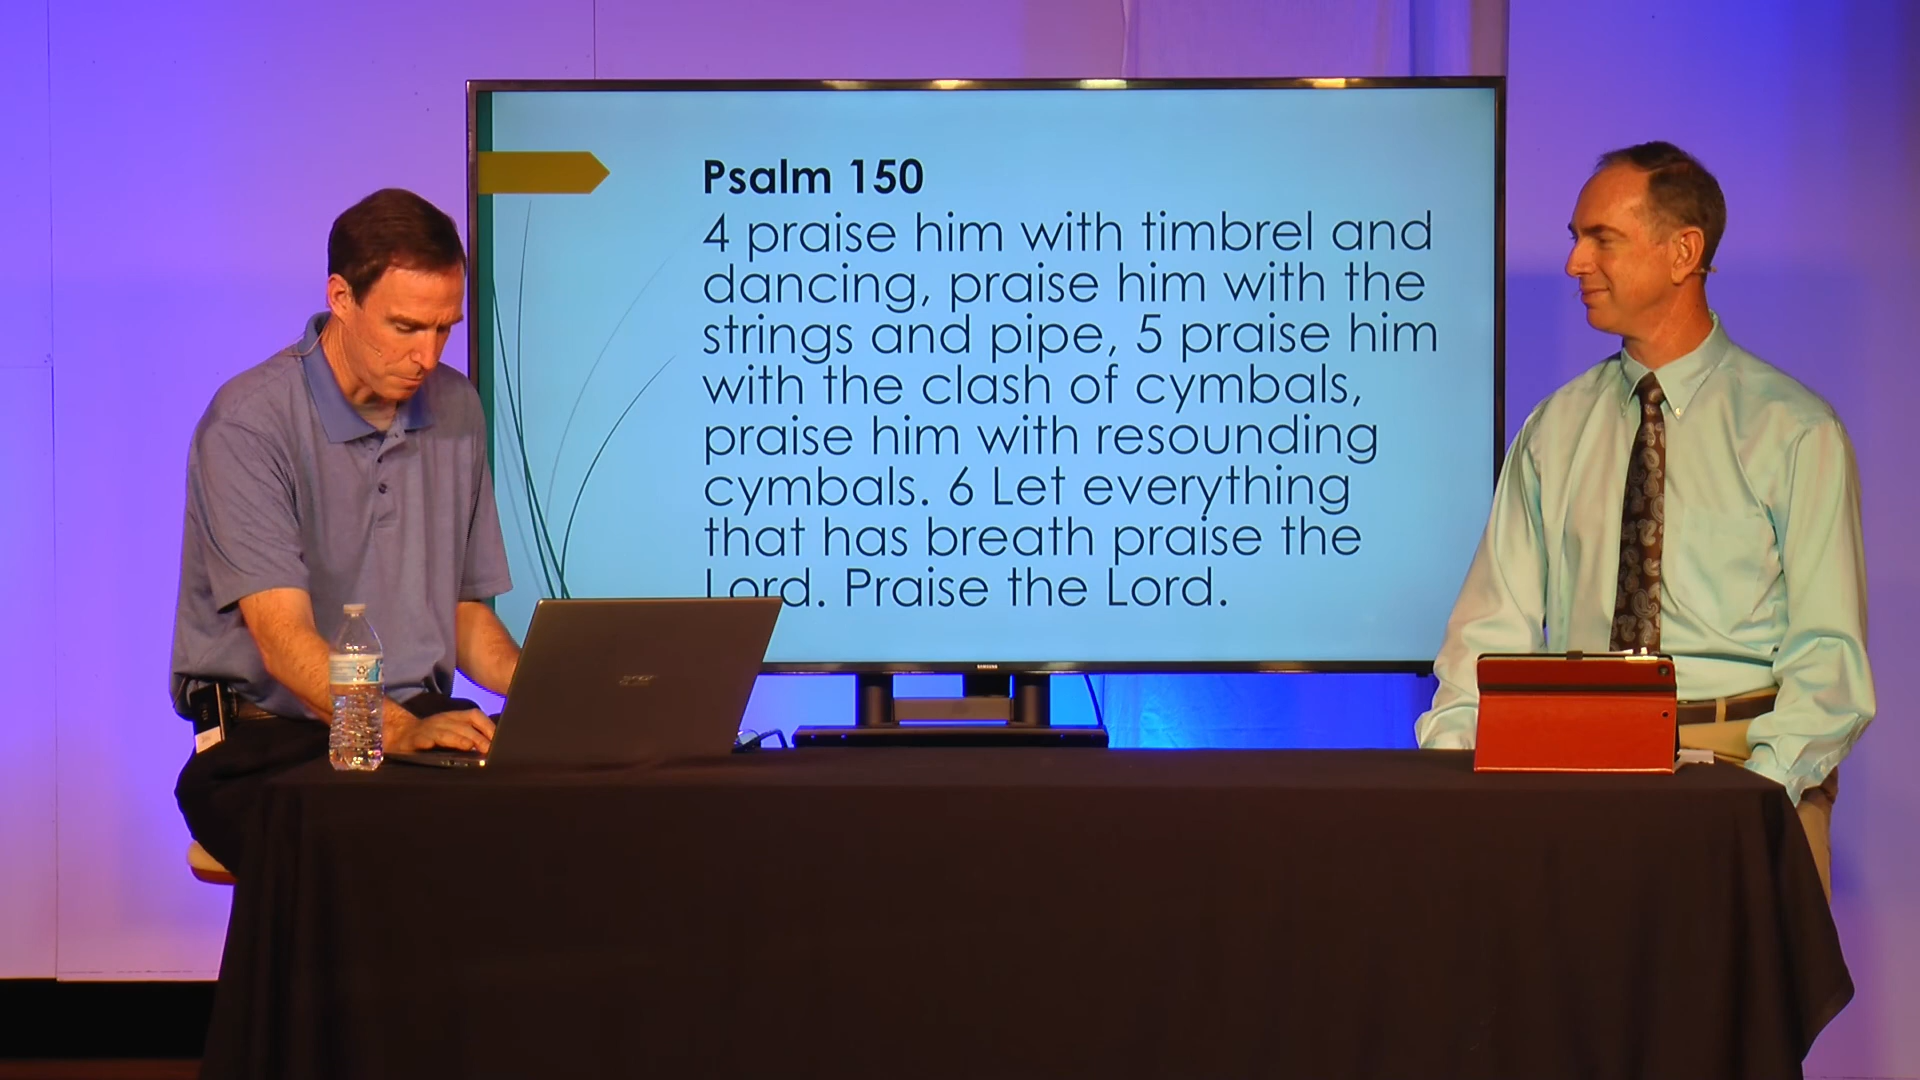 Psalm 150
4 praise him with timbrel and
dancing, praise him with the
strings and pipe, 5 praise him
with the clash of cymbals,
praise him with resounding
cymbals. 6 Let everything
that has breath praise the
Lord. Praise the Lord.
SAMSUNG